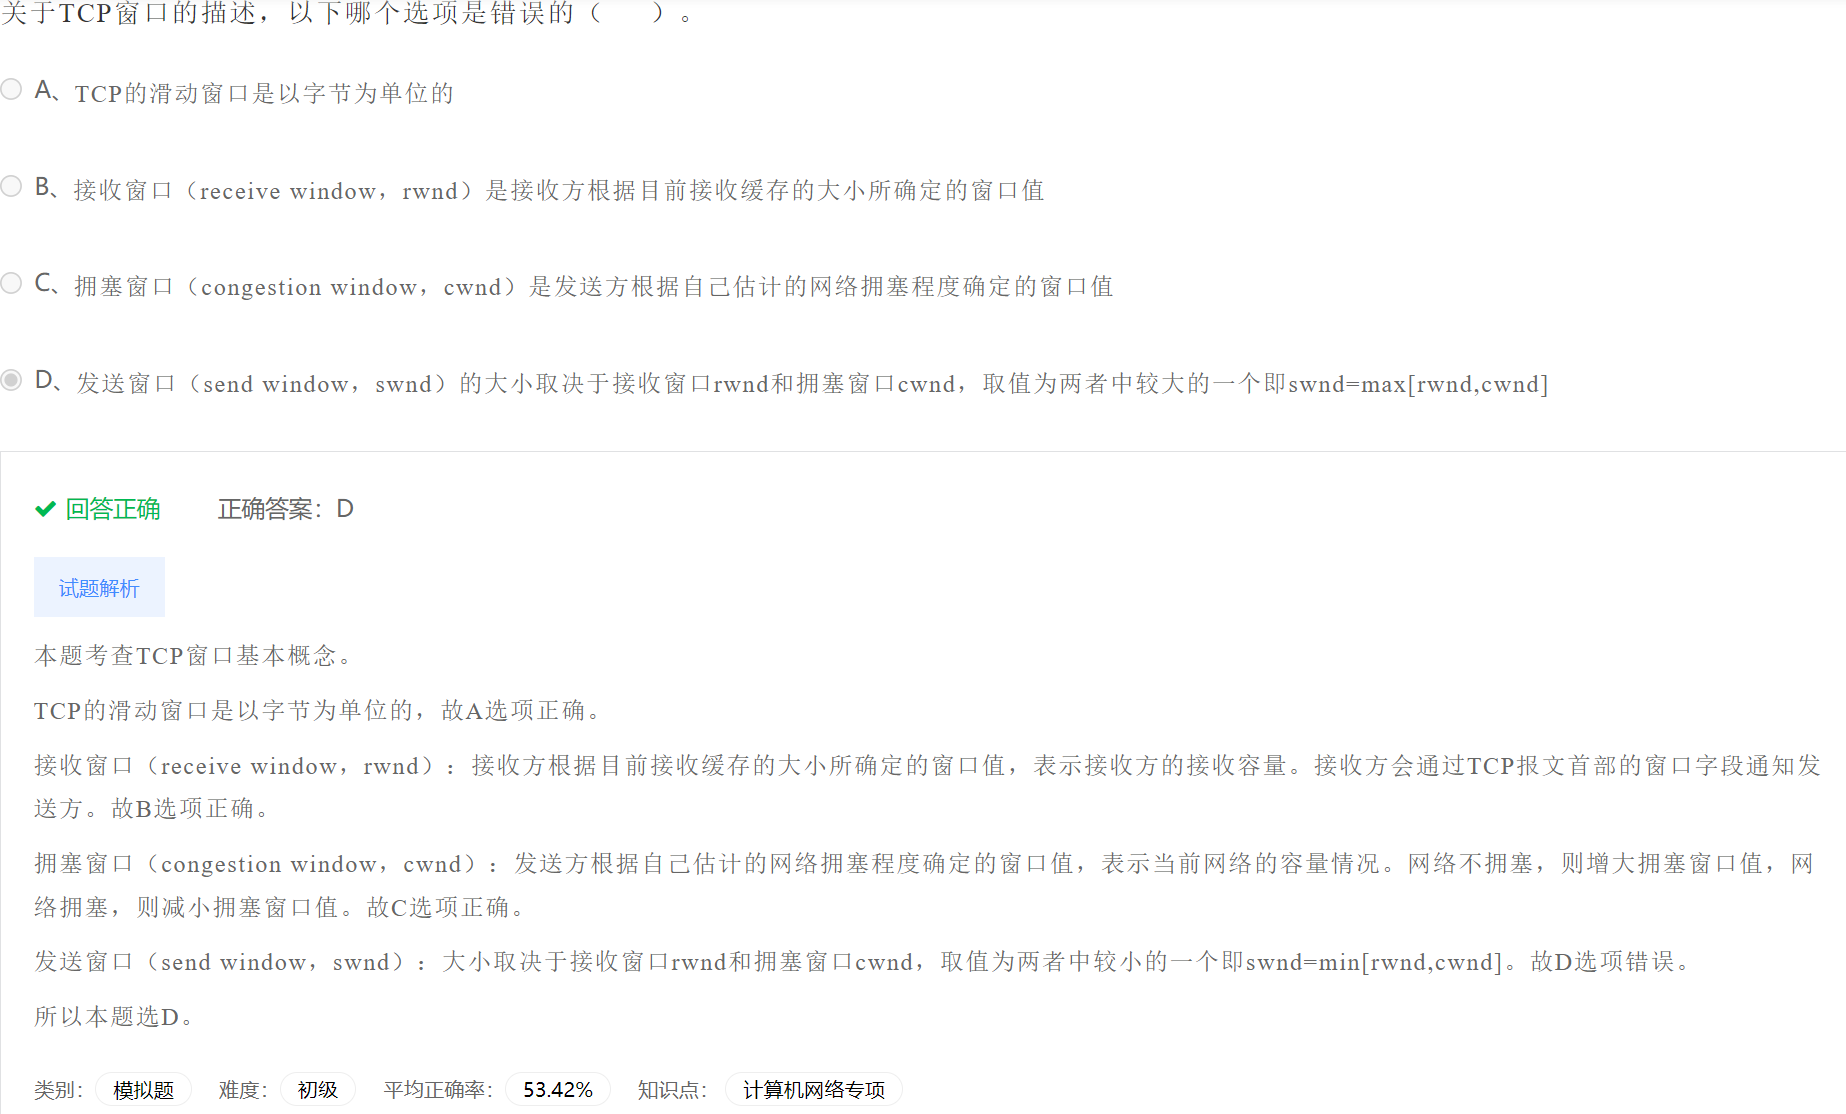 关于TCP窗口的描述，以下哪个选项是错误的（　　）。
A、TCP的滑动窗口是以字节为单位的
B、接收窗口（receive window，rwnd）是接收方根据目前接收缓存的大小所确定的窗口值
C、拥塞窗口（congestion window，cwnd）是发送方根据自己估计的网络拥塞程度确定的窗口值
D、发送窗口（send window，swnd）的大小取决于接收窗口rwnd和拥塞窗口cwnd，取值为两者中较大的一个即swnd=max[rwnd,cwnd]
回答正确 正确答案：D
试题解析
本题考查TCP窗口基本概念。
TCP的滑动窗口是以字节为单位的，故A选项正确。
接收窗口（receive window，rwnd）：接收方根据目前接收缓存的大小所确定的窗口值，表示接收方的接收容量。接收方会通过TCP报文首部的窗口字段通知发
送方。故B选项正确。
拥塞窗口（congestion window，cwnd）：发送方根据自己估计的网络拥塞程度确定的窗口值，表示当前网络的容量情况。网络不拥塞，则增大拥塞窗口值，网
络拥塞，则减小拥塞窗口值。故C选项正确。
发送窗口（send window，swnd）：大小取决于接收窗口rwnd和拥塞窗口cwnd，取值为两者中较小的一个即swnd=min[rwnd,cwnd]。故D选项错误。
所以本题选D。
类别： 模拟题 难度： 初级 平均正确率： 53.42% 知识点： 计算机网络专项